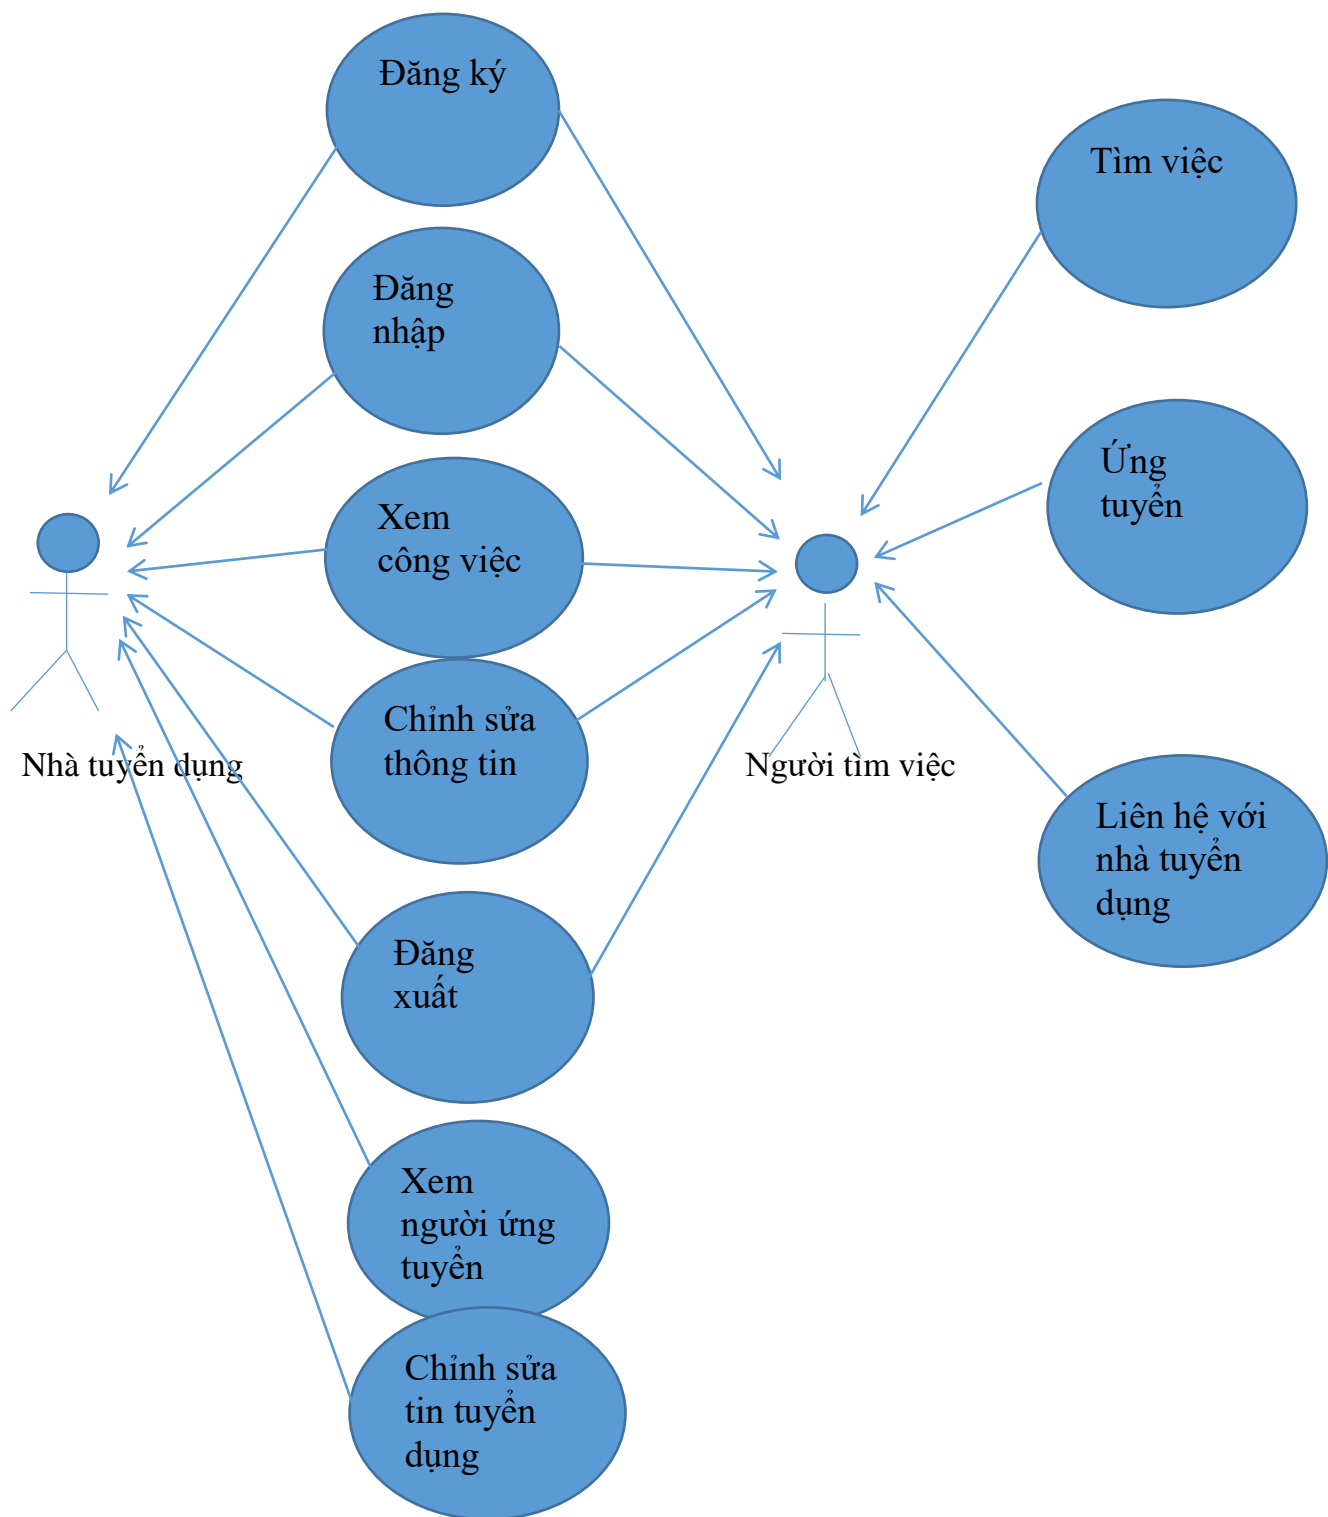 Đăng ký
Tìm việc
Đăng
nhập
Ứng
tuyển
Xem
công việc
Chỉnh sửa
thông tin
Nhà tuyển dụng
Người tìm việc
Liên hệ với
nhà tuyển
dụng
Đăng
xuất
Xem
người ứng
tuyển
Chỉnh sửa
tin tuyển
dụng